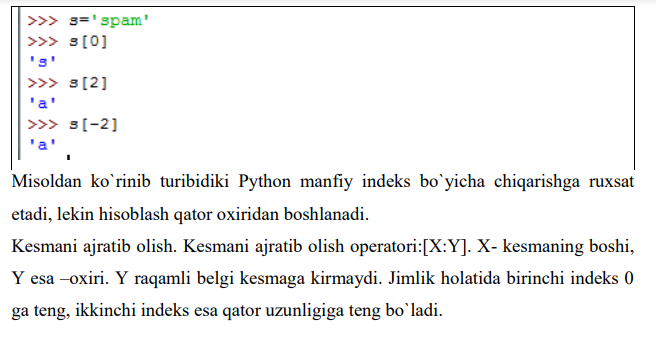 >>> s='spam'
>>> s[0]
's'
>>> s[2]
'a'
>>> s[-2]
'a'
Misoldan ko`rinib turibidiki Python manfiy indeks bo`yicha chiqarishga ruxsat
etadi, lekin hisoblash qator oxiridan boshlanadi.
Kesmani ajratib olish. Kesmani ajratib olish operatori:[X:Y]. X- kesmaning boshi,
Y esa –oxiri. Y raqamli belgi kesmaga kirmaydi. Jimlik holatida birinchi indeks 0
ga teng, ikkinchi indeks esa qator uzunligiga teng bo`ladi.